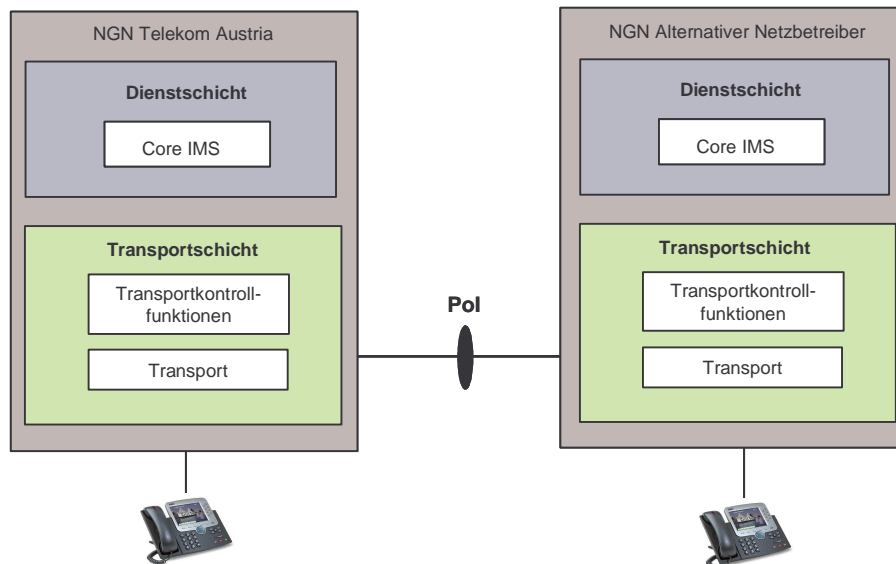 NGN Telekom Austria
Dienstschicht
Core IMS
Transportschicht
Transportkontroll-
funktionen
Transport
PoI
NGN Alternativer Netzbetreiber
Dienstschicht
Core IMS
Transportschicht
Transportkontroll-
funktionen
Transport